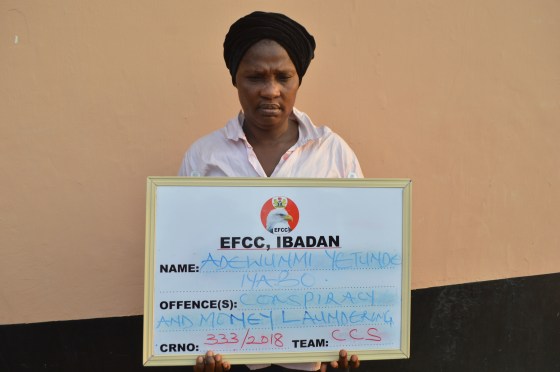 EFCC
EFCC, IBADAN
NAME: ADEWUNMI YETUNDE
IYABO.
OFFENCE(S): CONSPIRACY
AND MONEY LAUNDERING
CRNO: 333/2018 TEAM: CCS